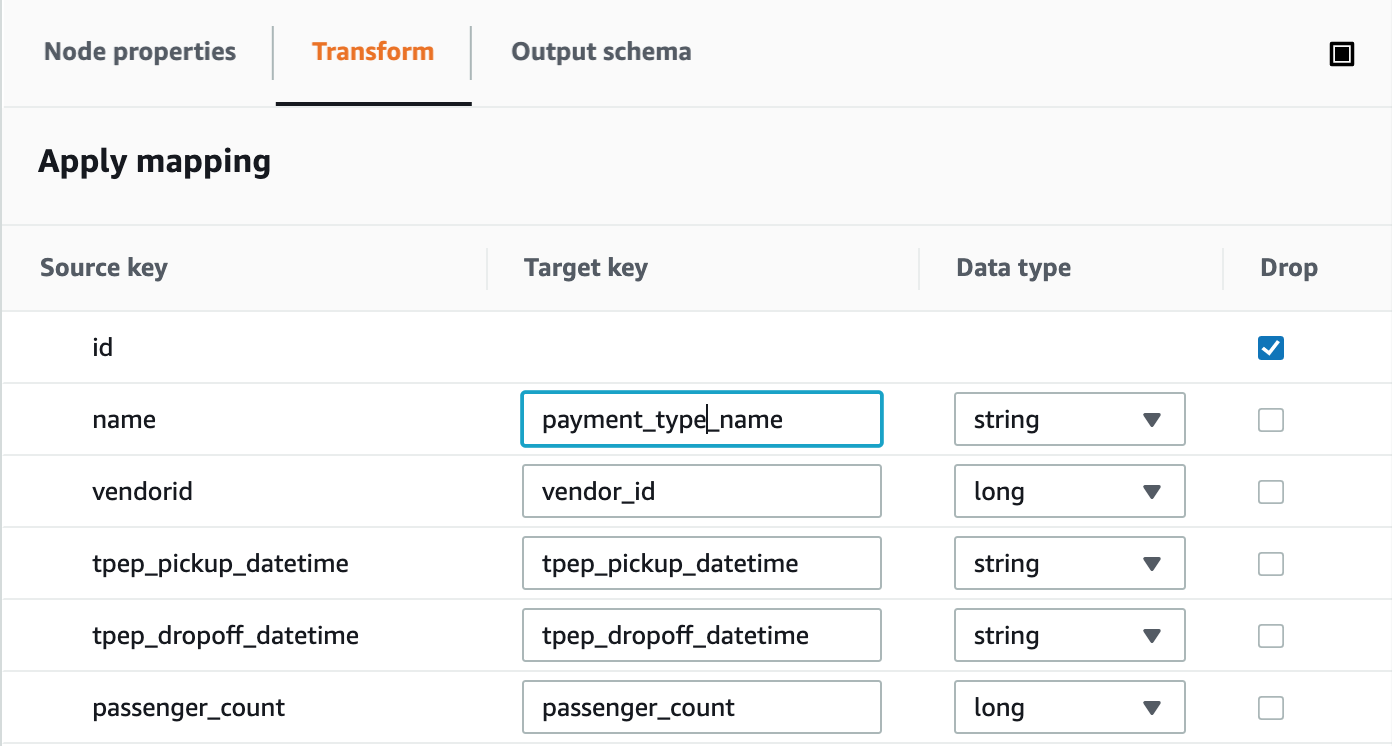 Node properties Transform Output schema
Apply mapping
Source key Target key Data type Drop
id
name payment_type_name string
vendorid vendor_id long
tpep_pickup_datetime tpep_pickup_datetime string
tpep_dropoff_datetime tpep_dropoff_datetime string
passenger_count passenger_count long